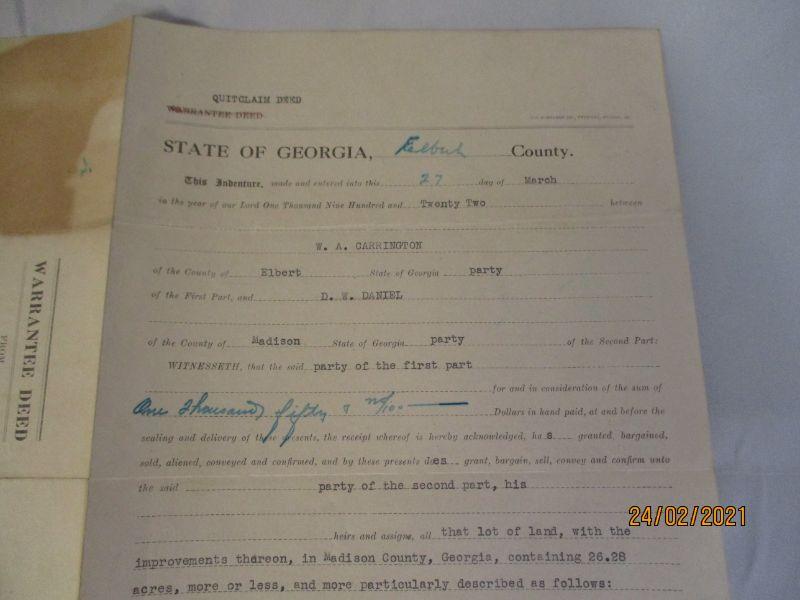 QUITCLAIM DEED
WARRANTEE DEED
STATE OF GEORGIA, Elbert County.
This Indenture, made and entered into this 27 day of March
in the year of our Lord One Thousand Nine Hundred and Twenty Two between
W. A. CARRINGTON
of the County of Elbert State of Georgia party
of the First Part, and D. W. DANIEL
of the County of Madison State of Georgia party of the Second Part:
WITNESSETH, that the said party of the first part
for and in consideration of the sum of
One Thousand fifty & no/100 Dollars in hand paid, at and before the
sealing and delivery of these presents, the receipt whereof is hereby acknowledged, has granted, bargained,
sold, aliened, conveyed and confirmed, and by these presents does grant, bargain, sell, convey and confirm unto
the said party of the second part, his
heirs and assigns, all that lot of land, with the
improvements thereon, in Madison County, Georgia, containing 26.28
acres, more or less, and more particularly described as follows:
WARRANTEE DEED
FROM
24/02/2021